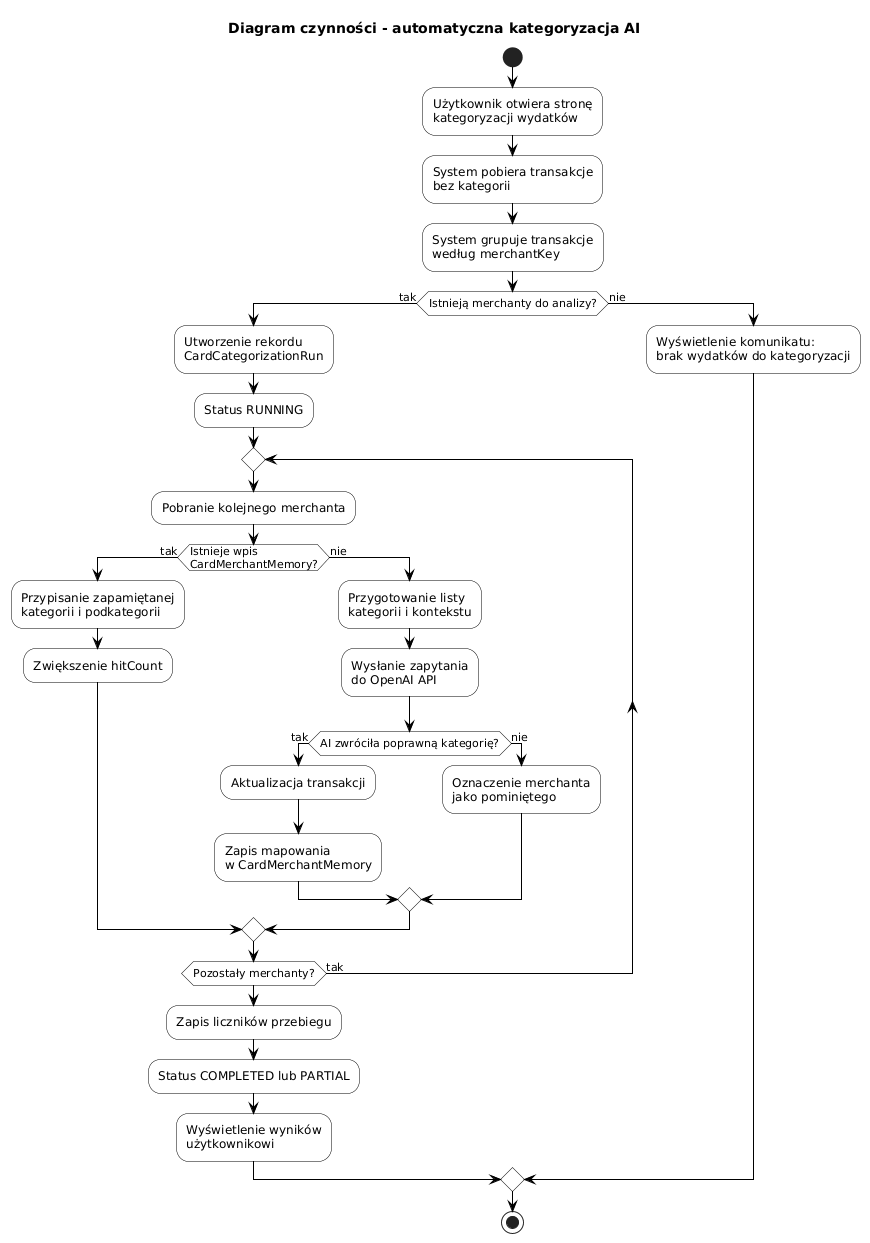 Diagram czynności - automatyczna kategoryzacja AI
Użytkownik otwiera stronę
kategoryzacji wydatków
System pobiera transakcje
bez kategorii
System grupuje transakcje
według merchantKey
tak
Istnieją merchanty do analizy?
nie
Utworzenie rekordu
CardCategorizationRun
Wyświetlenie komunikatu:
brak wydatków do kategoryzacji
Status RUNNING
Pobranie kolejnego merchanta
tak
Istnieje wpis
CardMerchantMemory?
nie
Przypisanie zapamiętanej
kategorii i podkategorii
Zwiększenie hitCount
Przygotowanie listy
kategorii i kontekstu
Wysłanie zapytania
do OpenAI API
tak
AI zwróciła poprawną kategorię?
nie
Aktualizacja transakcji
Zapis mapowania
w CardMerchantMemory
Oznaczenie merchanta
jako pominiętego
Pozostały merchanty?
tak
Zapis liczników przebiegu
Status COMPLETED lub PARTIAL
Wyświetlenie wyników
użytkownikowi